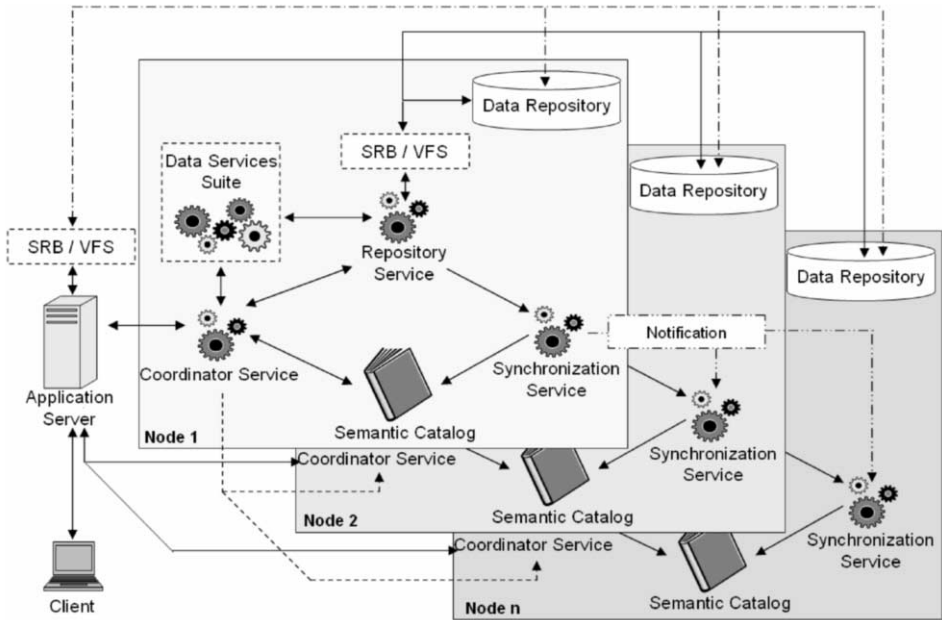 Data Repository
SRB / VFS
Data Services
Suite
Repository
Service
Coordinator Service
Synchronization
Service
Semantic Catalog
Node 1
SRB / VFS
Application
Server
Client
Data Repository
Notification
Synchronization
Service
Coordinator Service
Semantic Catalog
Node 2
Data Repository
Synchronization
Service
Coordinator Service
Semantic Catalog
Node n